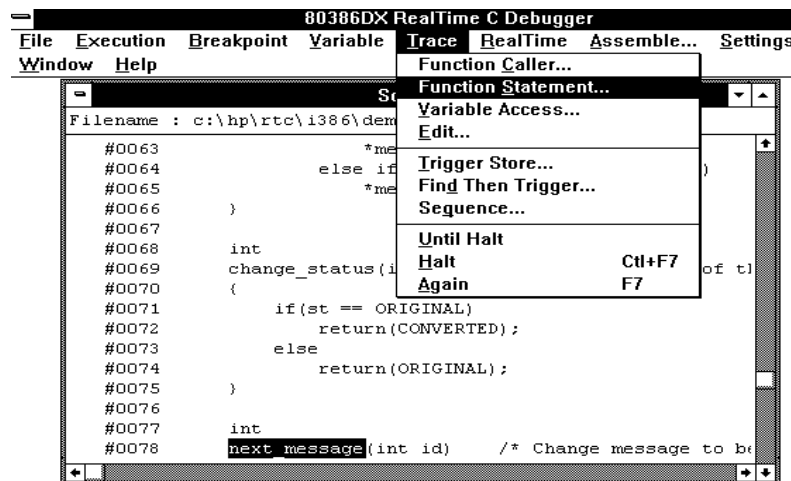 80386DX RealTime C Debugger
File Execution Breakpoint Variable Trace RealTime Assemble... Settings
Window Help
Function Caller...
Function Statement...
Variable Access...
Edit...
Trigger Store...
Find Then Trigger...
Sequence...
Until Halt
Halt Ctl+F7
Again F7
So
Filename : c:\hp\rtc\i386\dem
#0063 *me
#0064 else if )
#0065 *me
#0066 }
#0067
#0068 int
#0069 change_status(i of t
#0070 {
#0071 if(st == ORIGINAL)
#0072 return(CONVERTED);
#0073 else
#0074 return(ORIGINAL);
#0075 }
#0076
#0077 int
#0078 next_message(int id) /* Change message to be